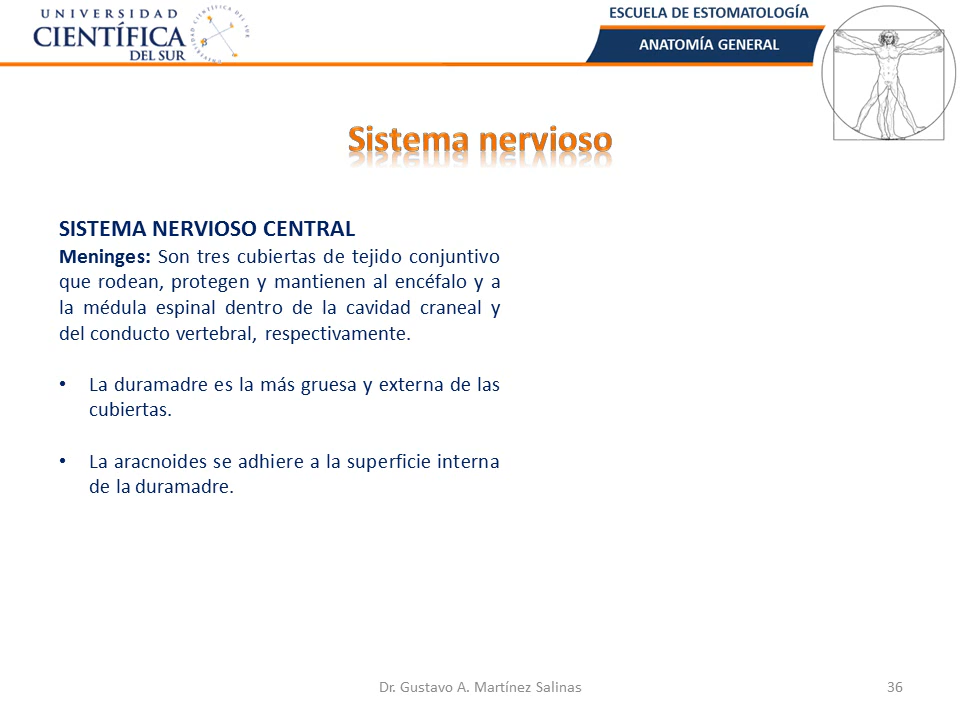 UNIVERSIDAD
CIENTÍFICA
DEL SUR
ESCUELA DE ESTOMATOLOGÍA
ANATOMÍA GENERAL
Sistema nervioso
SISTEMA NERVIOSO CENTRAL
Meninges: Son tres cubiertas de tejido conjuntivo
que rodean, protegen y mantienen al encéfalo y a
la médula espinal dentro de la cavidad craneal y
del conducto vertebral, respectivamente.
• La duramadre es la más gruesa y externa de las
cubiertas.
• La aracnoides se adhiere a la superficie interna
de la duramadre.
Dr. Gustavo A. Martínez Salinas
36